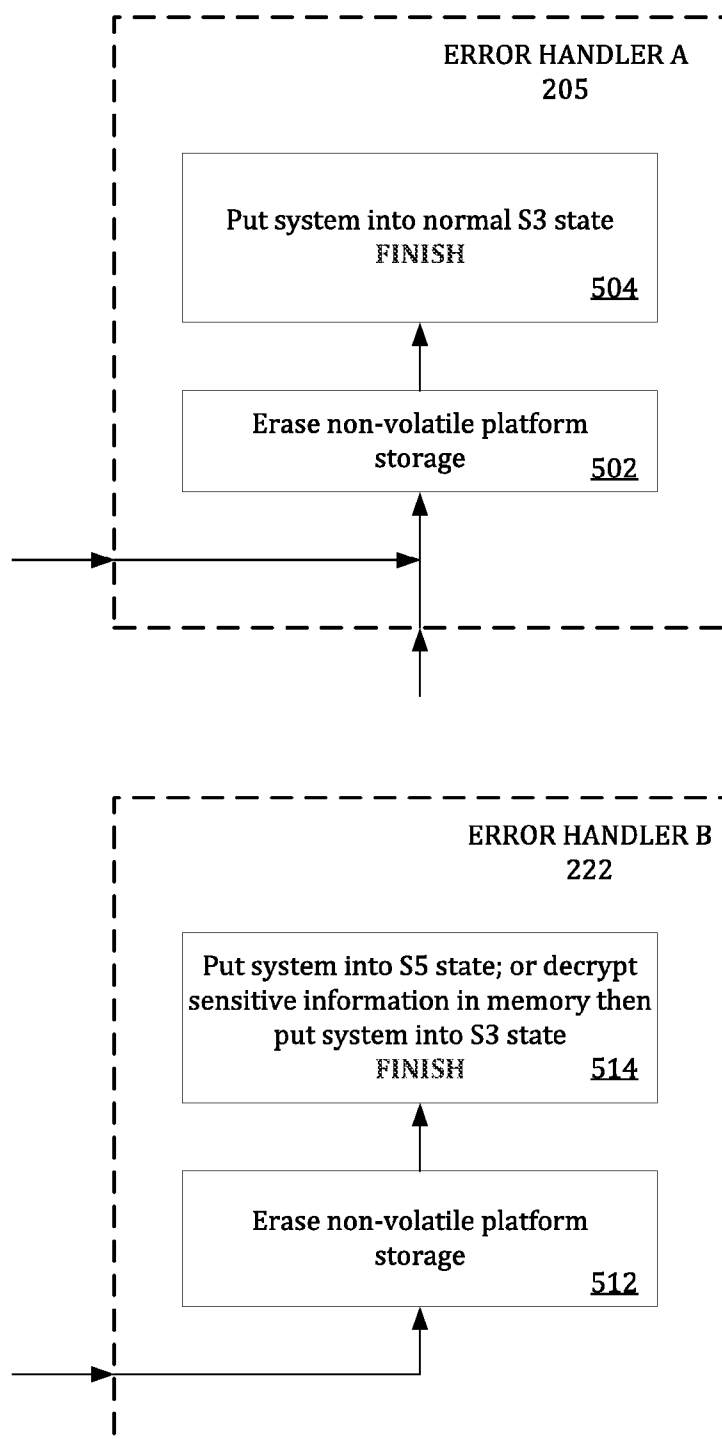 ERROR HANDLER A
205
Put system into normal S3 state
FINISH
504
Erase non-volatile platform
storage
502
ERROR HANDLER B
222
Put system into S5 state; or decrypt
sensitive information in memory then
put system into S3 state
FINISH
514
Erase non-volatile platform
storage
512